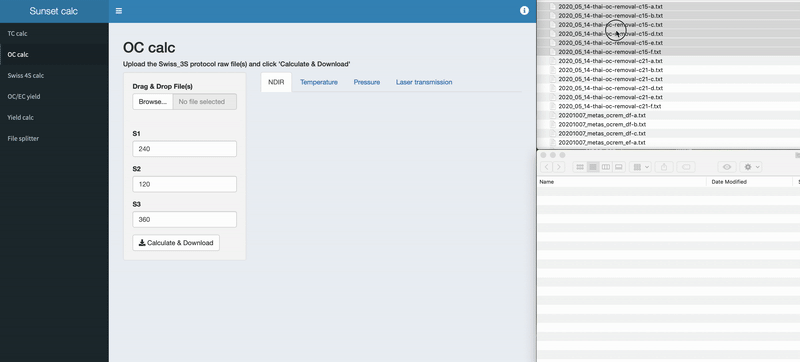 Sunset calc
TC calc
OC calc
Swiss 4S calc
OC/EC yield
Yield calc
File splitter
OC calc
Upload the Swiss_3S protocol raw file(s) and click 'Calculate & Download'
Drag & Drop File(s)
Browse... No file selected
S1
240
S2
120
S3
360
Calculate & Download
NDIR Temperature Pressure Laser transmission
2020_05_14-thai-oc-removal-c15-a.txt
2020_05_14-thai-oc-removal-c15-b.txt
2020_05_14-thai-oc-removal-c15-c.txt
2020_05_14-thai-oc-removal-c15-d.txt
2020_05_14-thai-oc-removal-c15-e.txt
2020_05_14-thai-oc-removal-c15-f.txt
2020_05_14-thai-oc-removal-c21-a.txt
2020_05_14-thai-oc-removal-c21-b.txt
2020_05_14-thai-oc-removal-c21-c.txt
2020_05_14-thai-oc-removal-c21-d.txt
2020_05_14-thai-oc-removal-c21-e.txt
2020_05_14-thai-oc-removal-c21-f.txt
20201007_metas_ocrem_df-a.txt
20201007_metas_ocrem_df-b.txt
20201007_metas_ocrem_df-c.txt
20201007_metas_ocrem_ef-a.txt
Name Date Modified S